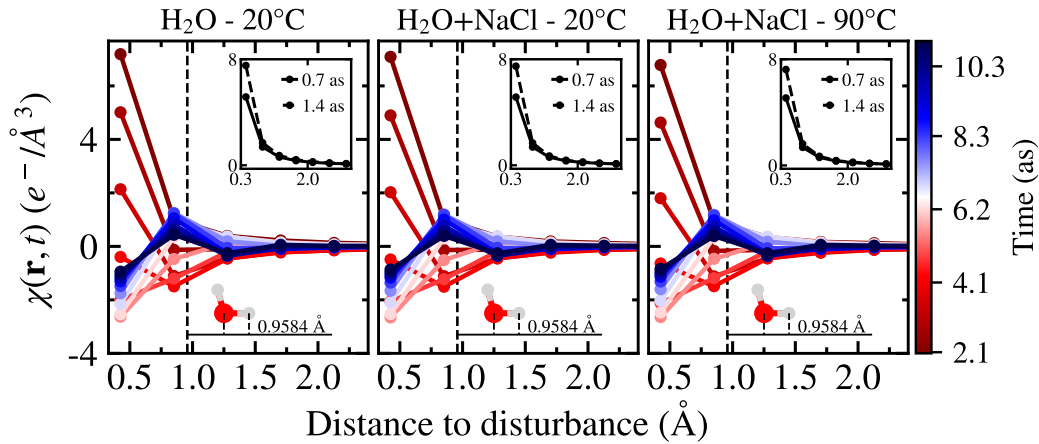 H₂O - 20°C
H₂O+NaCl - 20°C
H₂O+NaCl - 90°C
χ(r, t) (e⁻/Å³)
4
0
-4
8
0
0.3
2.0
0.7 as
1.4 as
0.9584 Å
0.5
1.0
1.5
2.0
8
0
0.3
2.0
0.7 as
1.4 as
0.9584 Å
0.5
1.0
1.5
2.0
8
0
0.3
2.0
0.7 as
1.4 as
0.9584 Å
0.5
1.0
1.5
2.0
Distance to disturbance (Å)
10.3
8.3
6.2
4.1
2.1
Time (as)